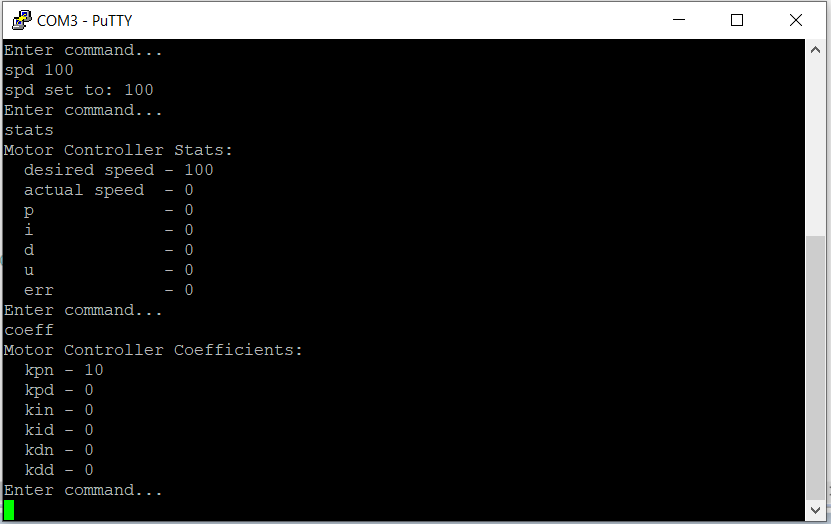 COM3 - PuTTY
Enter command...
spd 100
spd set to: 100
Enter command...
stats
Motor Controller Stats:
  desired speed - 100
  actual speed  - 0
  p             - 0
  i             - 0
  d             - 0
  u             - 0
  err           - 0
Enter command...
coeff
Motor Controller Coefficients:
  kpn - 10
  kpd - 0
  kin - 0
  kid - 0
  kdn - 0
  kdd - 0
Enter command...